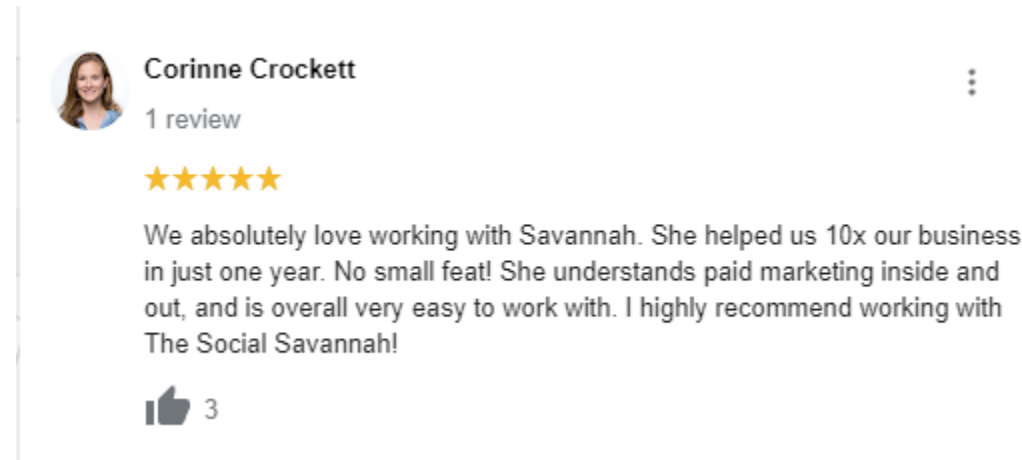 Corinne Crockett
1 review
We absolutely love working with Savannah. She helped us 10x our business
in just one year. No small feat! She understands paid marketing inside and
out, and is overall very easy to work with. I highly recommend working with
The Social Savannah!
3